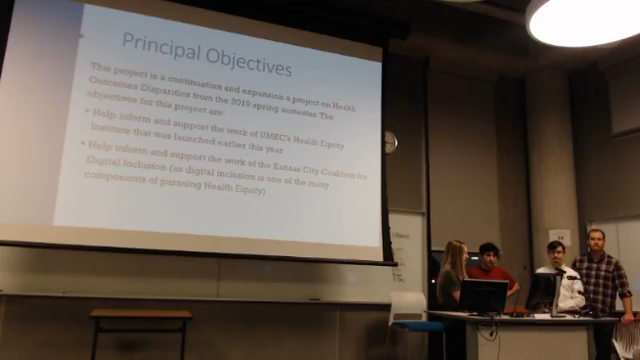 Principal Objectives
This project is a continuation and expansion a project on Health
Outcomes Disparities from the 2019 spring semester. The
objectives for this project are:
• Help inform and support the work of UMKC's Health Equity
Institute that was launched earlier this year
• Help inform and support the work of the Kansas City Coalition for
Digital Inclusion (as digital inclusion is one of the many
components of pursuing Health Equity)